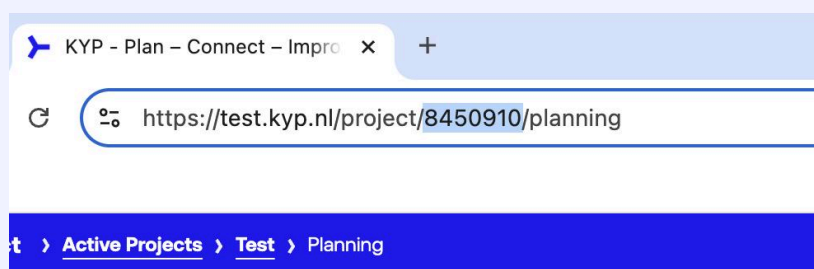 KYP - Plan – Connect – Impro
https://test.kyp.nl/project/8450910/planning
Active Projects › Test › Planning